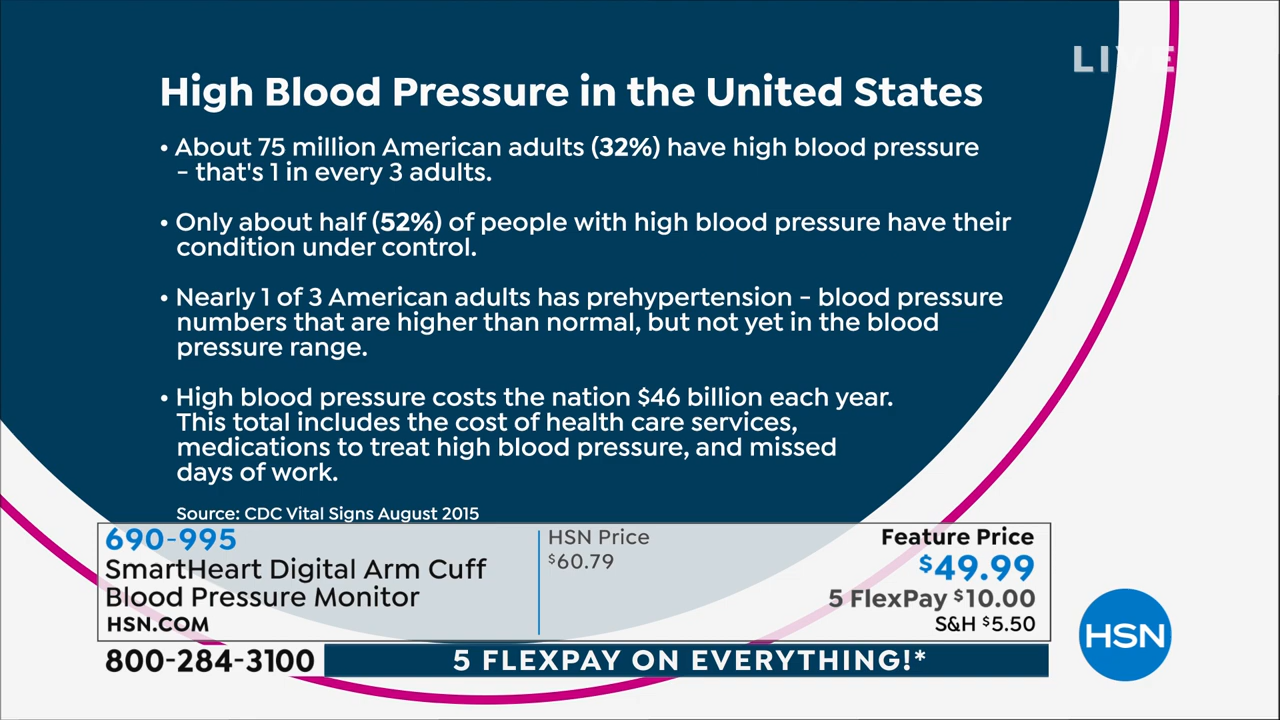 LIVE
High Blood Pressure in the United States
• About 75 million American adults (32%) have high blood pressure
- that's 1 in every 3 adults.
• Only about half (52%) of people with high blood pressure have their
condition under control.
• Nearly 1 of 3 American adults has prehypertension - blood pressure
numbers that are higher than normal, but not yet in the blood
pressure range.
• High blood pressure costs the nation $46 billion each year.
This total includes the cost of health care services,
medications to treat high blood pressure, and missed
days of work.
Source: CDC Vital Signs August 2015
690-995
SmartHeart Digital Arm Cuff
Blood Pressure Monitor
HSN.COM
HSN Price
$60.79
Feature Price
$49.99
5 FlexPay $10.00
S&H $5.50
HSN
800-284-3100
5 FLEXPAY ON EVERYTHING!*